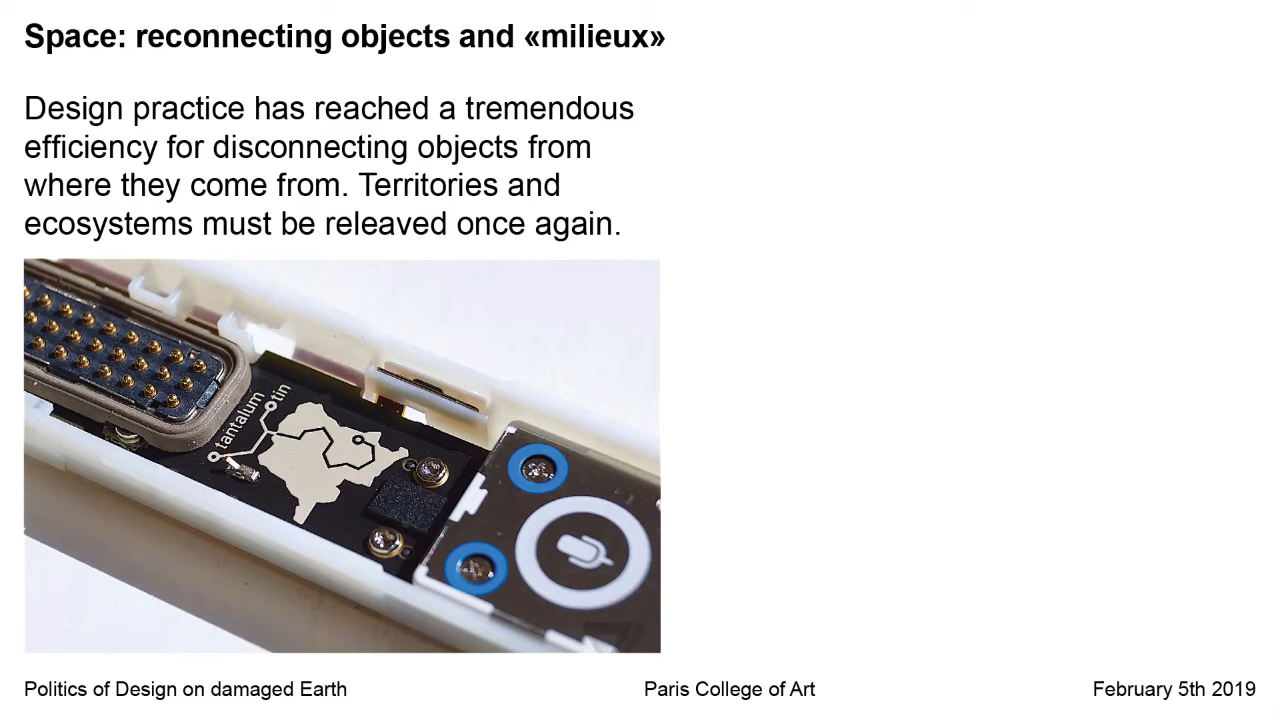 Space: reconnecting objects and «milieux»
Design practice has reached a tremendous
efficiency for disconnecting objects from
where they come from. Territories and
ecosystems must be releaved once again.
tantalum
tin
Politics of Design on damaged Earth
Paris College of Art
February 5th 2019